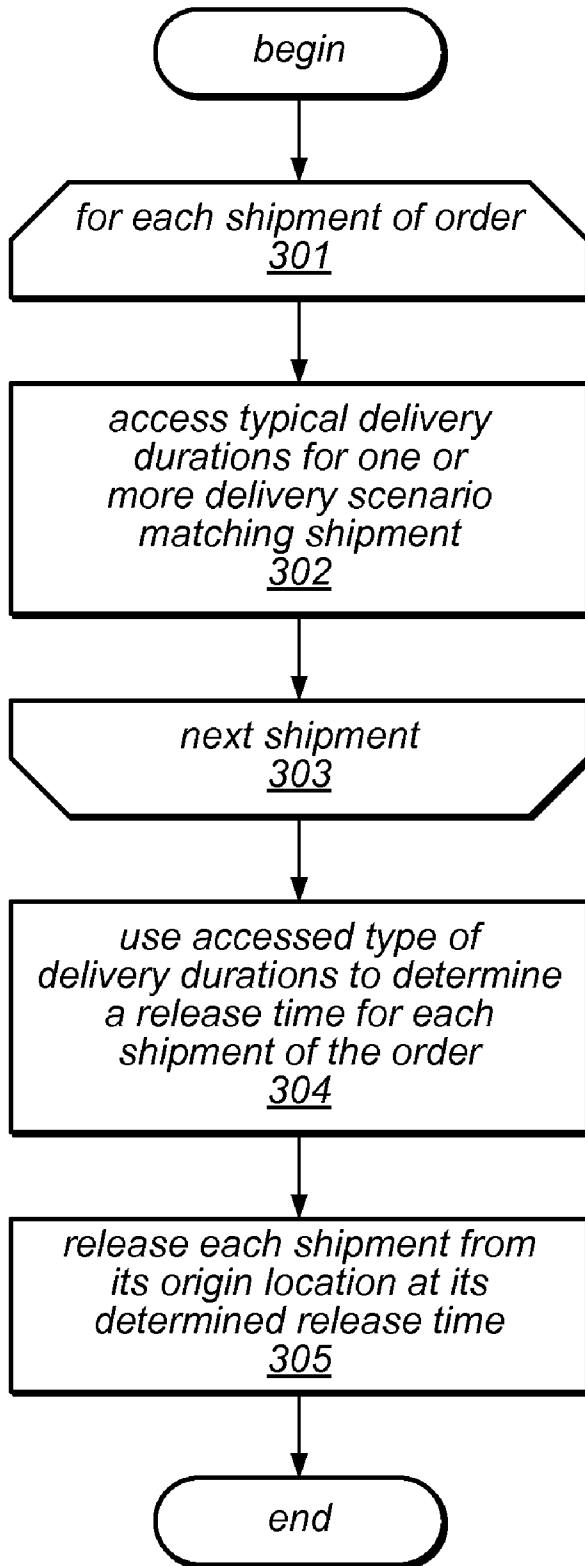 begin
for each shipment of order
301
access typical delivery
durations for one or
more delivery scenario
matching shipment
302
next shipment
303
use accessed type of
delivery durations to determine
a release time for each
shipment of the order
304
release each shipment from
its origin location at its
determined release time
305
end